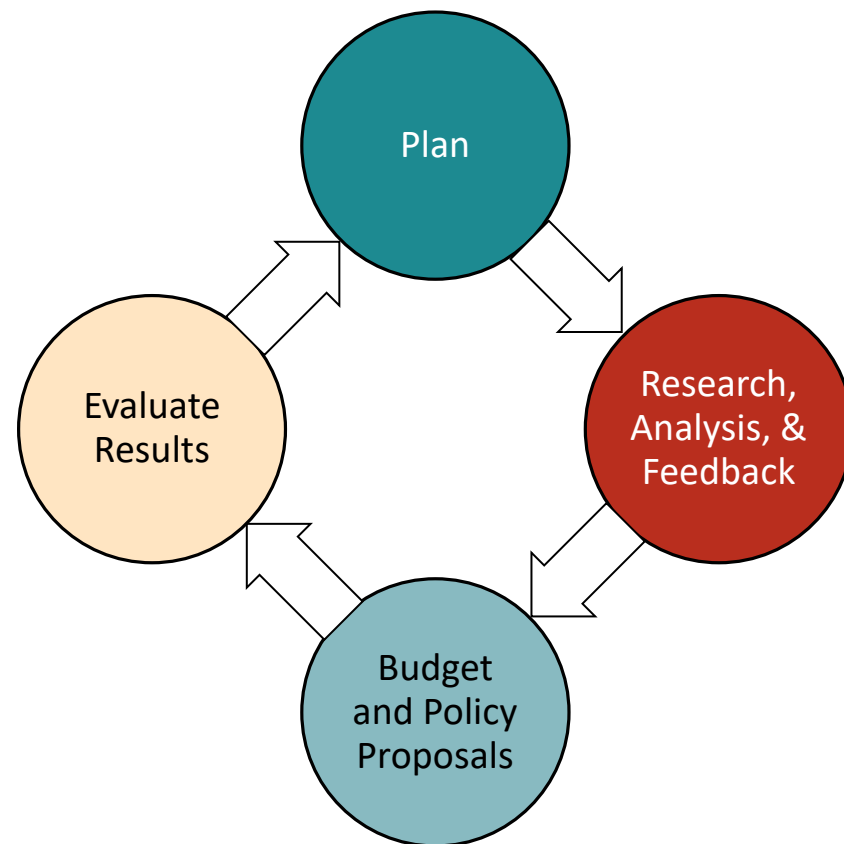 Plan
Research,
Analysis, &
Feedback
Budget
and Policy
Proposals
Evaluate
Results